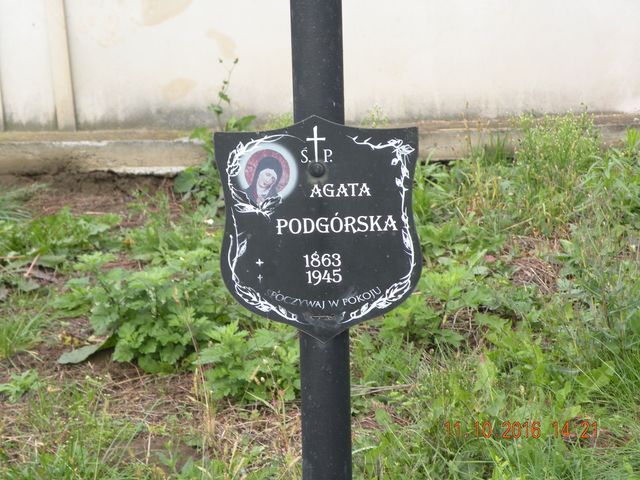 Ś. P.
AGATA
PODGÓRSKA
1863
1945
SPOCZYWAJ W POKOJU
11.10.2016 14:21